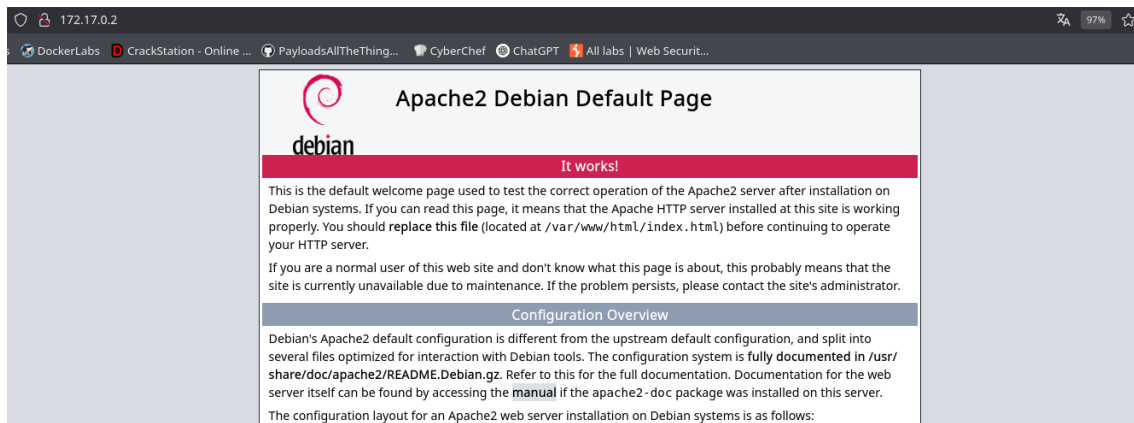 172.17.0.2
97%
s DockerLabs CrackStation - Online ... PayloadsAllTheThing... CyberChef ChatGPT All labs | Web Securit...
debian
Apache2 Debian Default Page
It works!
This is the default welcome page used to test the correct operation of the Apache2 server after installation on
Debian systems. If you can read this page, it means that the Apache HTTP server installed at this site is working
properly. You should replace this file (located at /var/www/html/index.html) before continuing to operate
your HTTP server.
If you are a normal user of this web site and don't know what this page is about, this probably means that the
site is currently unavailable due to maintenance. If the problem persists, please contact the site's administrator.
Configuration Overview
Debian's Apache2 default configuration is different from the upstream default configuration, and split into
several files optimized for interaction with Debian tools. The configuration system is fully documented in /usr/
share/doc/apache2/README.Debian.gz. Refer to this for the full documentation. Documentation for the web
server itself can be found by accessing the manual if the apache2-doc package was installed on this server.
The configuration layout for an Apache2 web server installation on Debian systems is as follows: